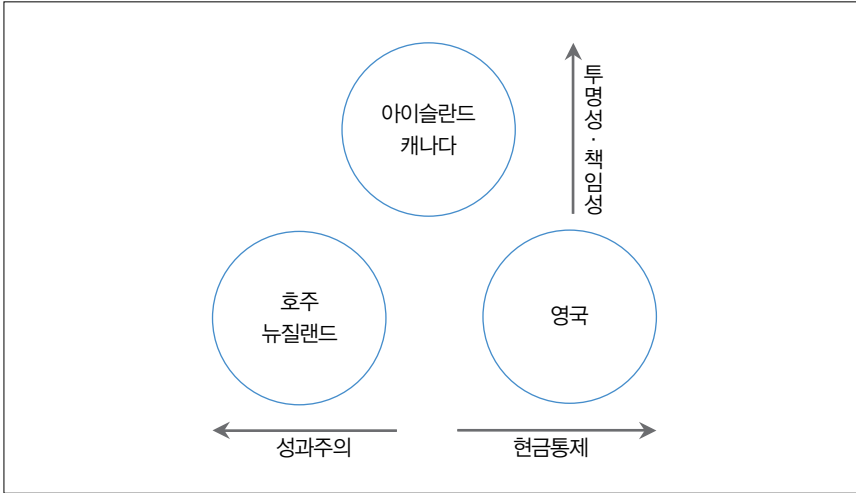 아이슬란드
캐나다
투명성·책임성
호주
뉴질랜드
영국
성과주의
현금통제